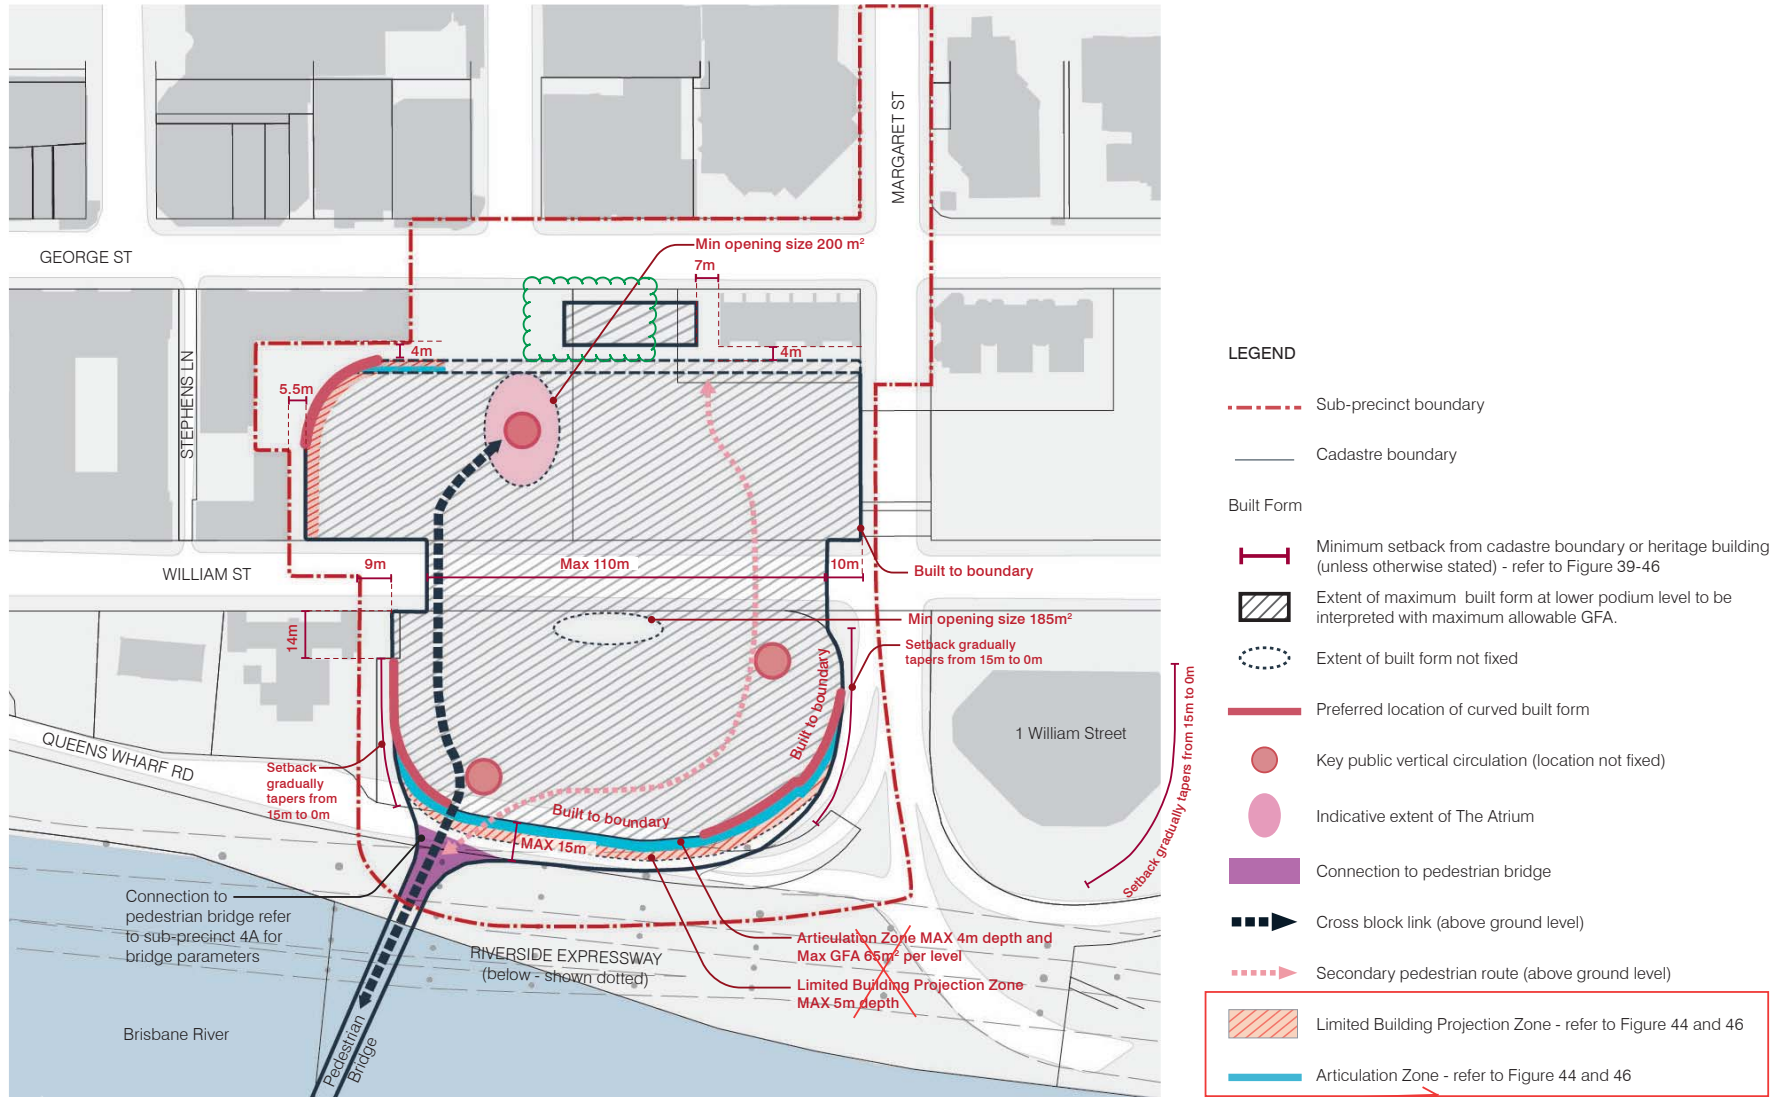 MARGARET ST
GEORGE ST
Min opening size 200 m²
7m
4m
4m
5.5m
STEPHENS LN
WILLIAM ST
9m
Max 110m
10m
Built to boundary
14m
Min opening size 185m²
Setback gradually
tapers from 15m to 0m
Built to boundary
1 William Street
Setback gradually tapers from 15m to 0m
QUEENS WHARF RD
Setback
gradually
tapers from
15m to 0m
Built to boundary
MAX 15m
Connection to
pedestrian bridge refer
to sub-precinct 4A for
bridge parameters
RIVERSIDE EXPRESSWAY
(below - shown dotted)
Articulation Zone MAX 4m depth and
Max GFA 65m² per level
Limited Building Projection Zone
MAX 5m depth
Brisbane River
Pedestrian
Bridge
LEGEND
Sub-precinct boundary
Cadastre boundary
Built Form
Minimum setback from cadastre boundary or heritage building
(unless otherwise stated) - refer to Figure 39-46
Extent of maximum built form at lower podium level to be
interpreted with maximum allowable GFA.
Extent of built form not fixed
Preferred location of curved built form
Key public vertical circulation (location not fixed)
Indicative extent of The Atrium
Connection to pedestrian bridge
Cross block link (above ground level)
Secondary pedestrian route (above ground level)
Limited Building Projection Zone - refer to Figure 44 and 46
Articulation Zone - refer to Figure 44 and 46